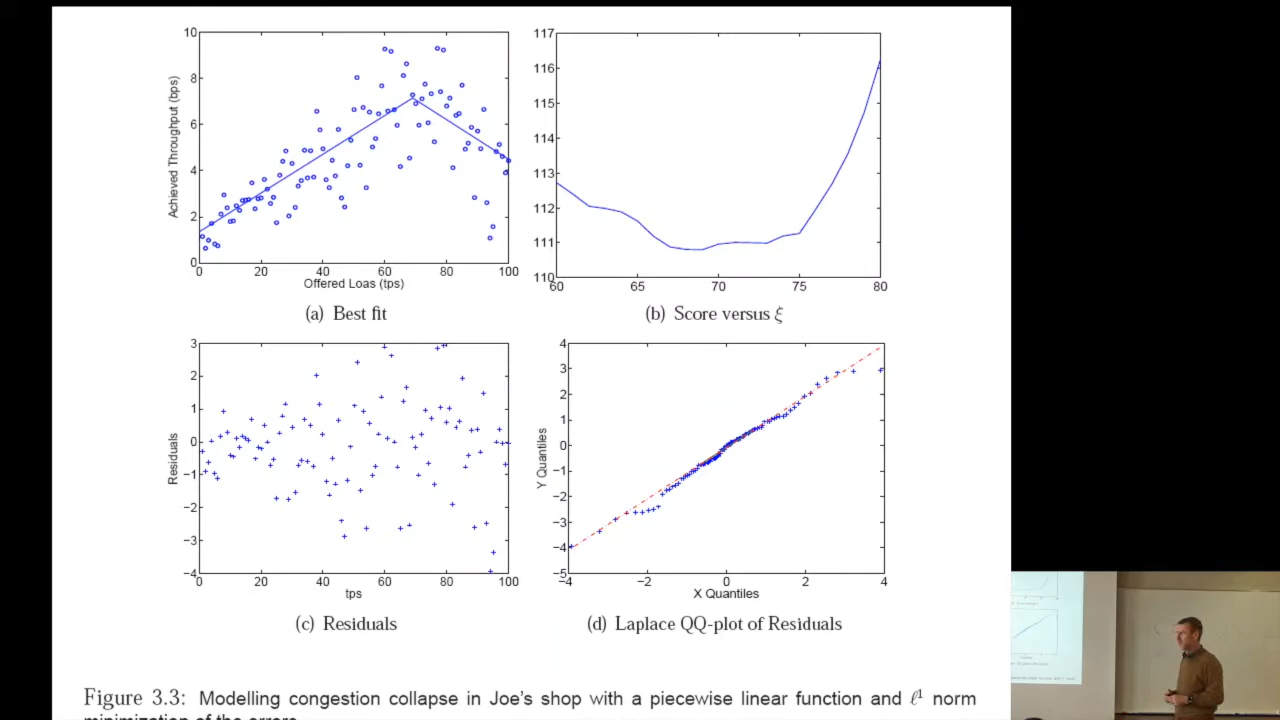 10
8
6
4
2
0
Achieved Throughput (bps)
0 20 40 60 80 100
Offered Loas (tps)
(a) Best fit
117
116
115
114
113
112
111
110
60 65 70 75 80
(b) Score versus ξ
3
2
1
0
−1
−2
−3
−4
Residuals
0 20 40 60 80 100
tps
(c) Residuals
4
3
2
1
0
−1
−2
−3
−4
−5
Y Quantiles
−4 −2 0 2 4
X Quantiles
(d) Laplace QQ-plot of Residuals
Figure 3.3: Modelling congestion collapse in Joe's shop with a piecewise linear function and ℓ¹ norm
minimization of the errors